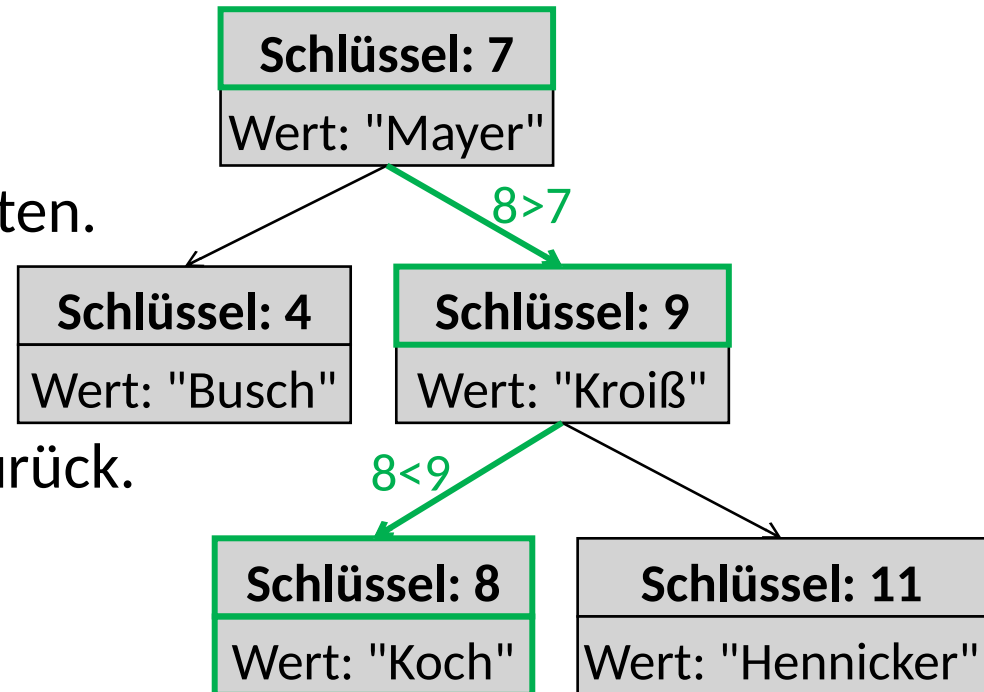 Schlüssel: 7
Wert: "Mayer"
8>7
ten.
Schlüssel: 4
Wert: "Busch"
Schlüssel: 9
Wert: "Kroiß"
urück.
8<9
Schlüssel: 8
Wert: "Koch"
Schlüssel: 11
Wert: "Hennicker"